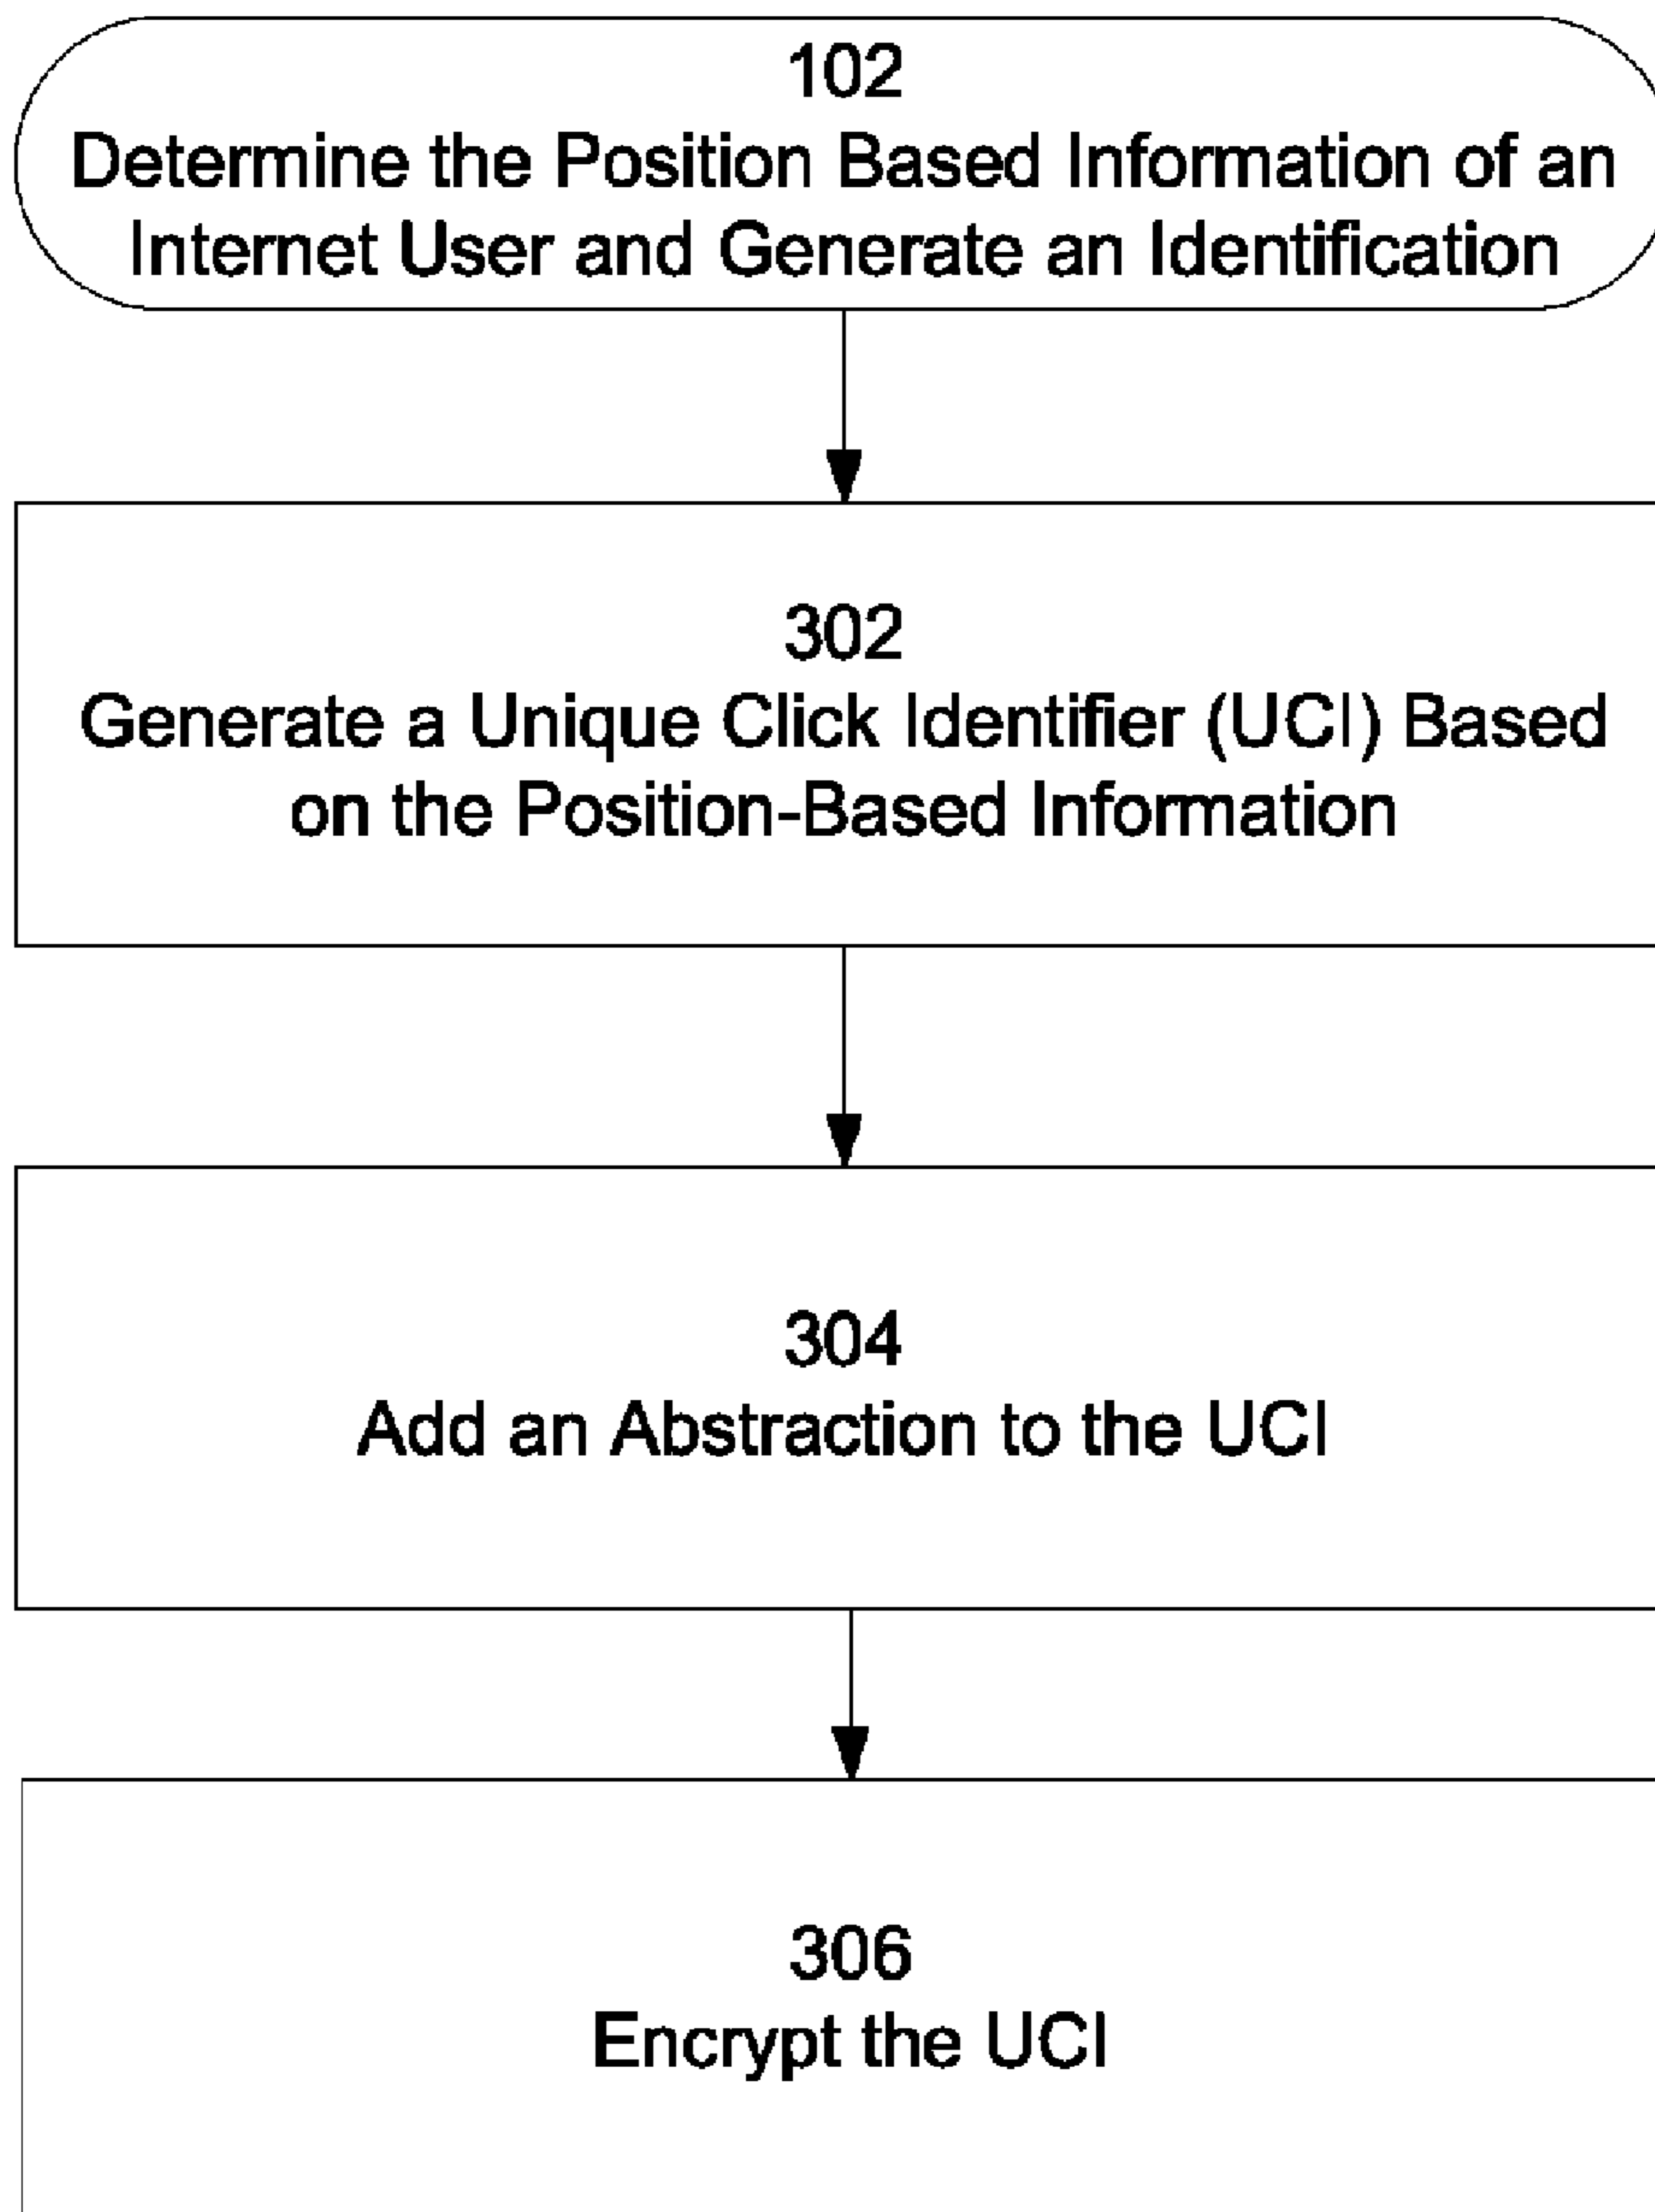 102
Determine the Position Based Information of an
Internet User and Generate an Identification
302
Generate a Unique Click Identifier (UCI) Based
on the Position-Based Information
304
Add an Abstraction to the UCI
306
Encrypt the UCI